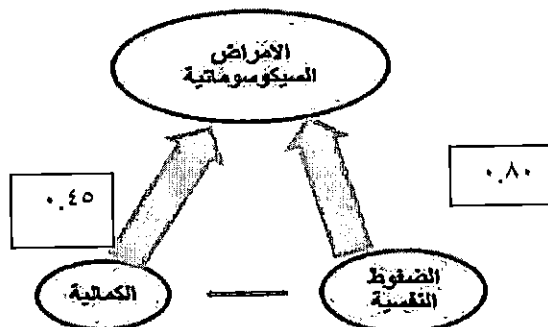 الأمراض
السيكوسوماتية
٠.٤٥
٠.٨٠
الكمالية
الضغوط
النفسية